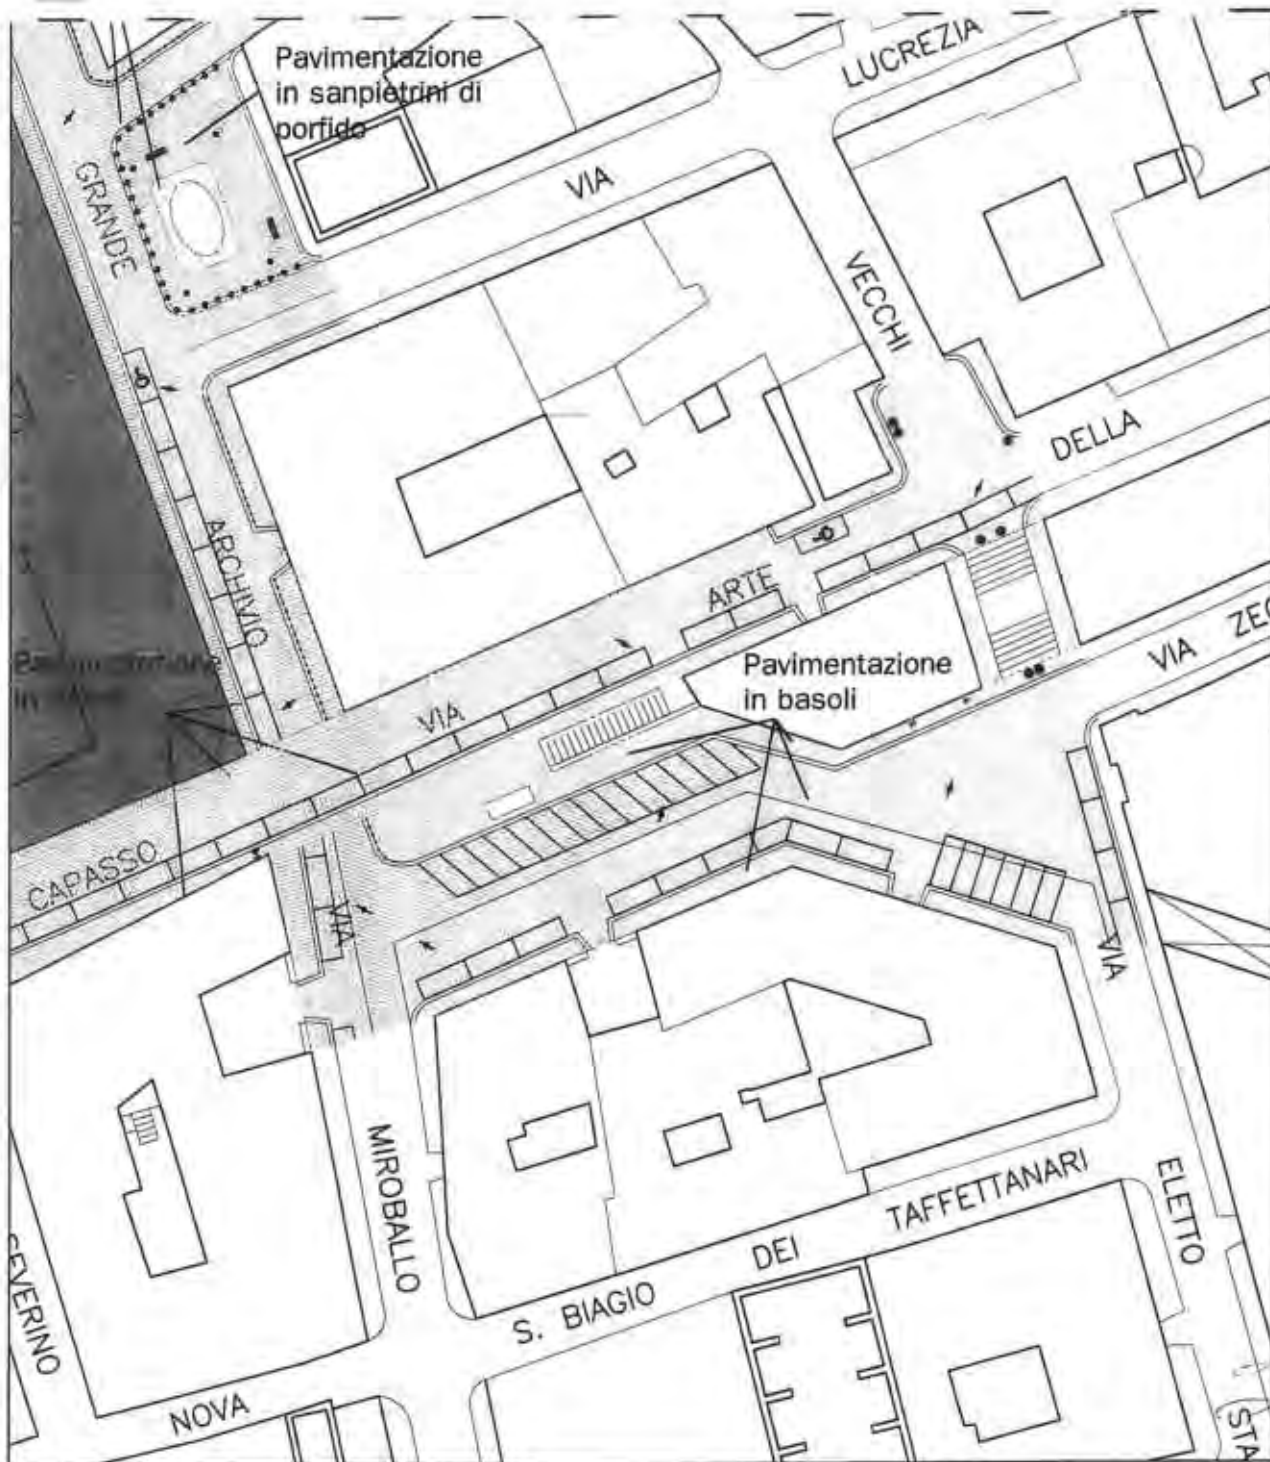 Pavimentazione
in sanpietrini di
porfido
LUCREZIA
VIA
GRANDE
VECCHI
DELLA
ARCHIVIO
ARTE
VIA ZEC
Pavimentazione
in basoli
VIA
CAPASSO
VIA
VIA
MIROBALLO
TAFFETTANARI
ELETTO
DEI
S. BIAGIO
SEVERINO
NOVA
STA